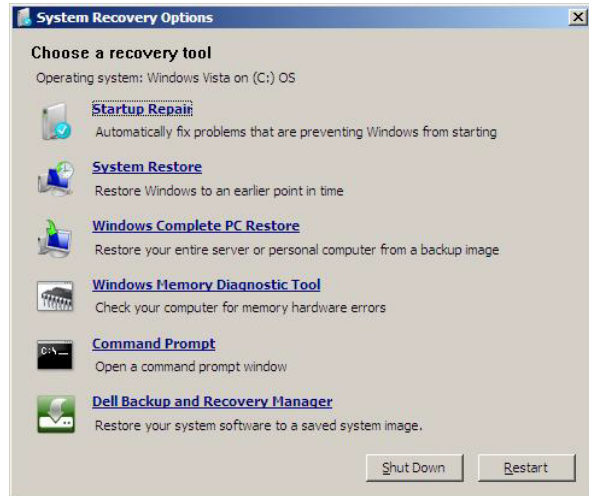 System Recovery Options
Choose a recovery tool
Operating system: Windows Vista on (C:) OS
Startup Repair
Automatically fix problems that are preventing Windows from starting
System Restore
Restore Windows to an earlier point in time
Windows Complete PC Restore
Restore your entire server or personal computer from a backup image
Windows Memory Diagnostic Tool
Check your computer for memory hardware errors
C:\_
Command Prompt
Open a command prompt window
Dell Backup and Recovery Manager
Restore your system software to a saved system image.
Shut Down
Restart